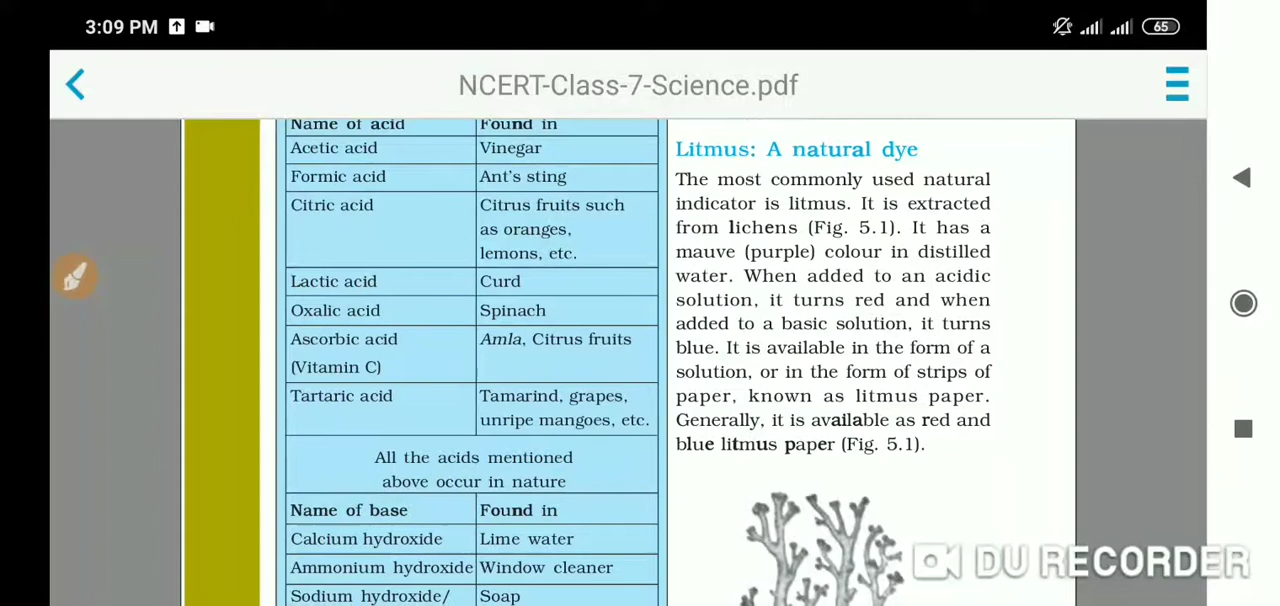 3:09 PM
65
NCERT-Class-7-Science.pdf
Name of acid Found in
Acetic acid Vinegar
Formic acid Ant's sting
Citric acid Citrus fruits such
as oranges,
lemons, etc.
Lactic acid Curd
Oxalic acid Spinach
Ascorbic acid Amla, Citrus fruits
(Vitamin C)
Tartaric acid Tamarind, grapes,
unripe mangoes, etc.
All the acids mentioned
above occur in nature
Name of base Found in
Calcium hydroxide Lime water
Ammonium hydroxide Window cleaner
Sodium hydroxide/ Soap
Litmus: A natural dye
The most commonly used natural
indicator is litmus. It is extracted
from lichens (Fig. 5.1). It has a
mauve (purple) colour in distilled
water. When added to an acidic
solution, it turns red and when
added to a basic solution, it turns
blue. It is available in the form of a
solution, or in the form of strips of
paper, known as litmus paper.
Generally, it is available as red and
blue litmus paper (Fig. 5.1).
DU RECORDER